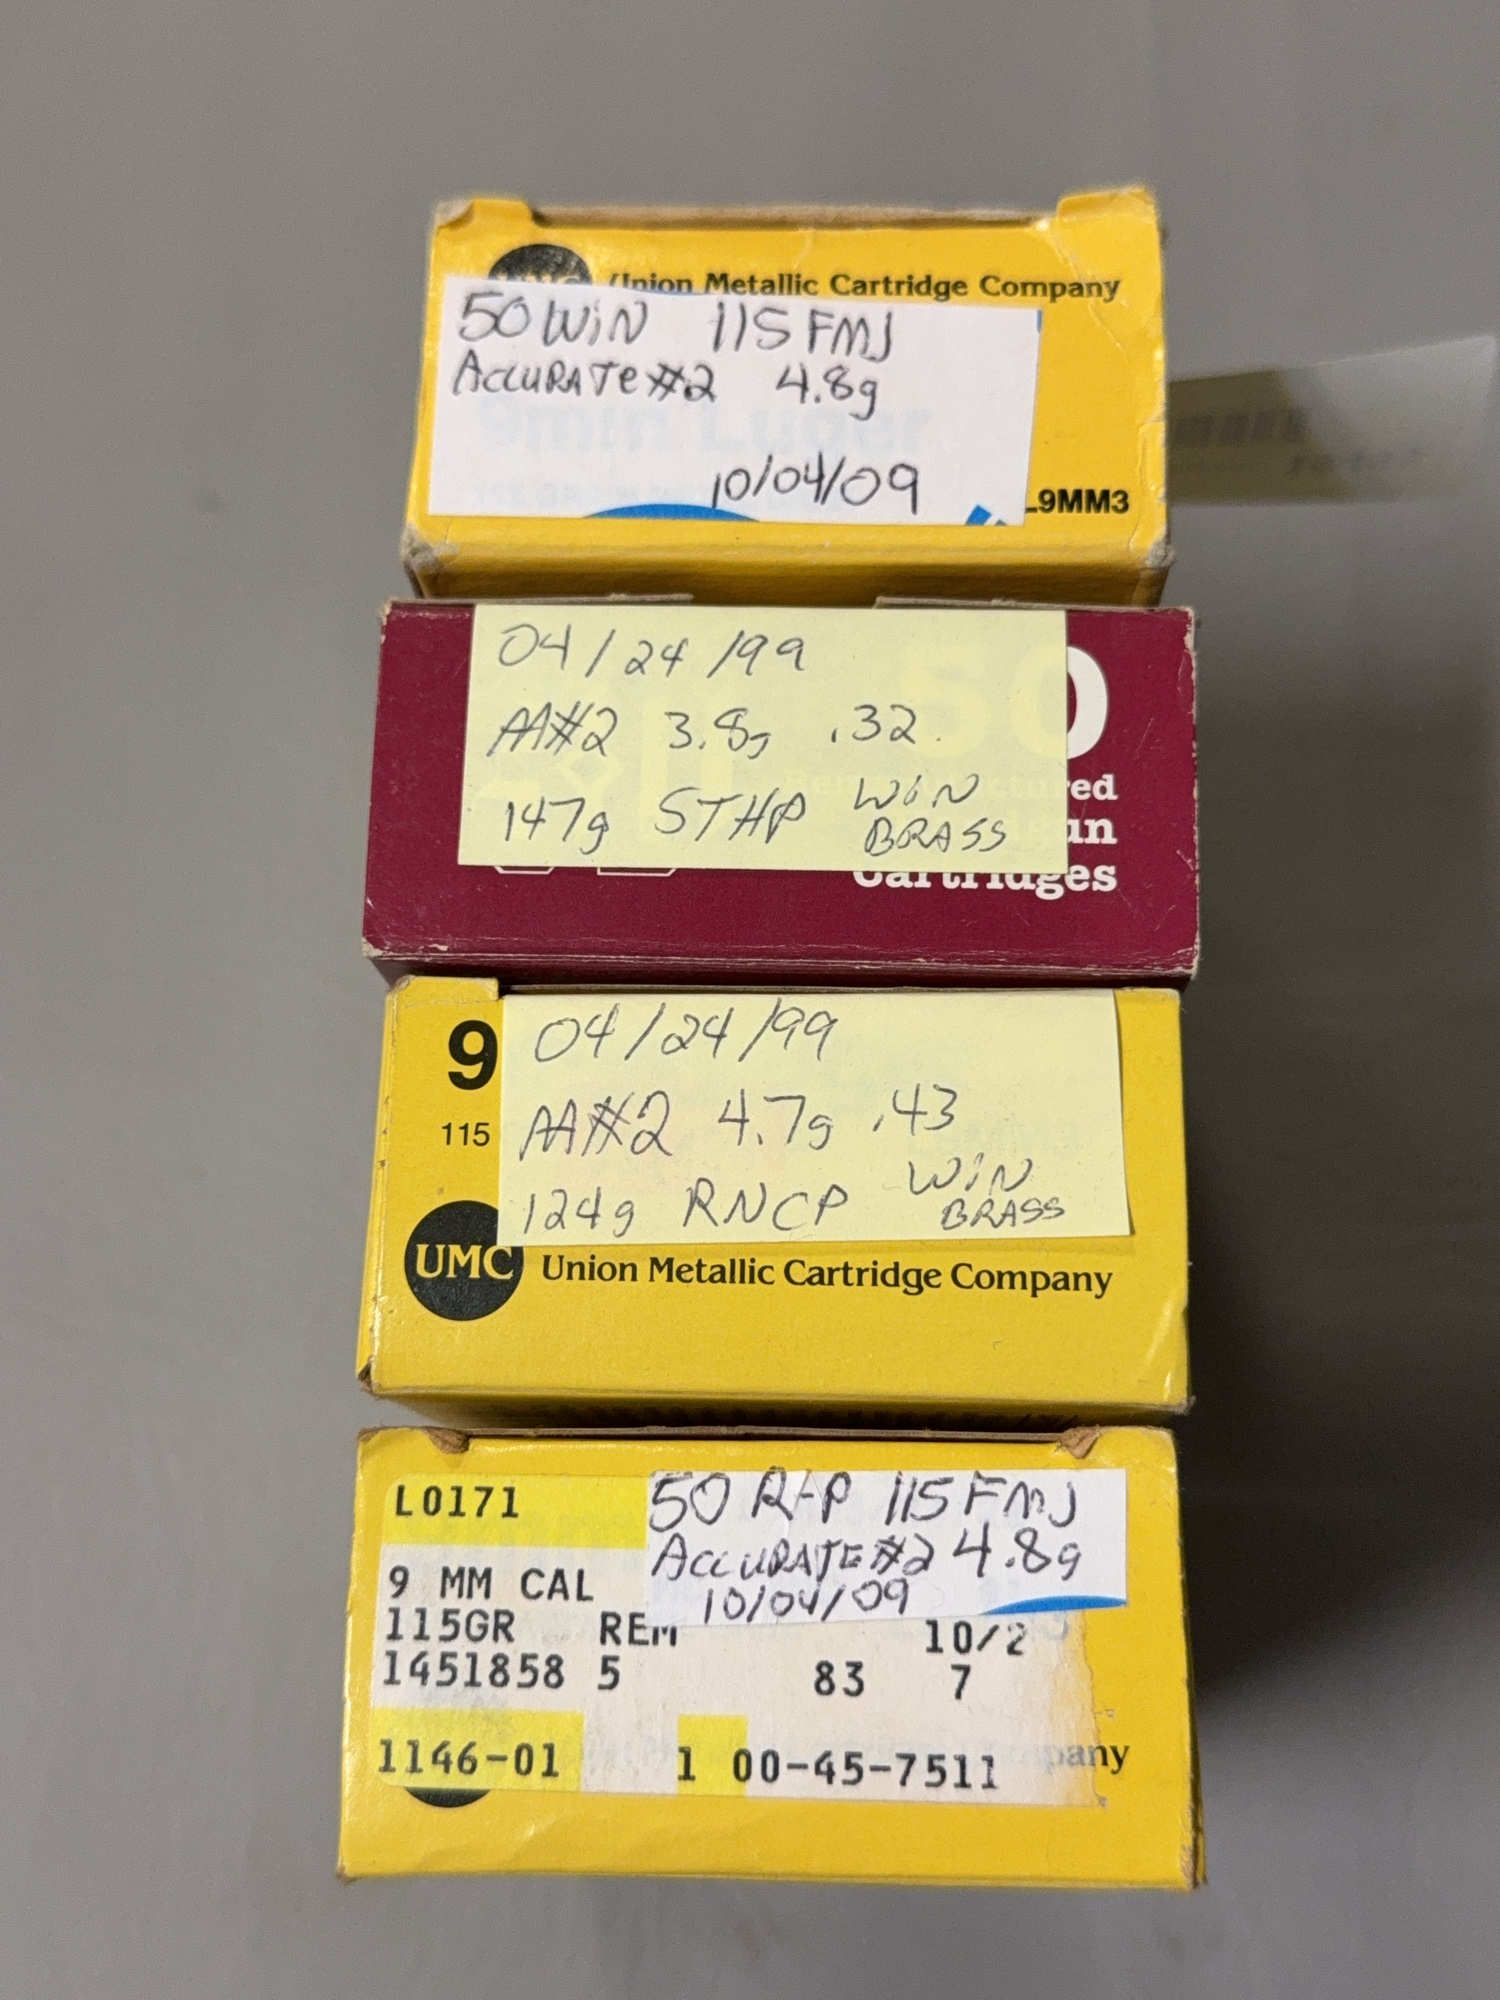 Union Metallic Cartridge Company
50 WiN 115 FMJ
ACCURATe #2 4.8g
9mm Luger
10/04/09
L9MM3
04/24/99
AA#2 3.8g .32
147g STHP WiN
BRASS
50
Cartridges
9
04/24/99
AA#2 4.7g .43
115
124g RNCP WiN
BRASS
UMC Union Metallic Cartridge Company
L0171
50 R-P 115 FMJ
ACCURATE #2 4.8g
10/04/09
9 MM CAL
115GR REM 10/2
1451858 5 83 7
1146-01 1 00-45-7511